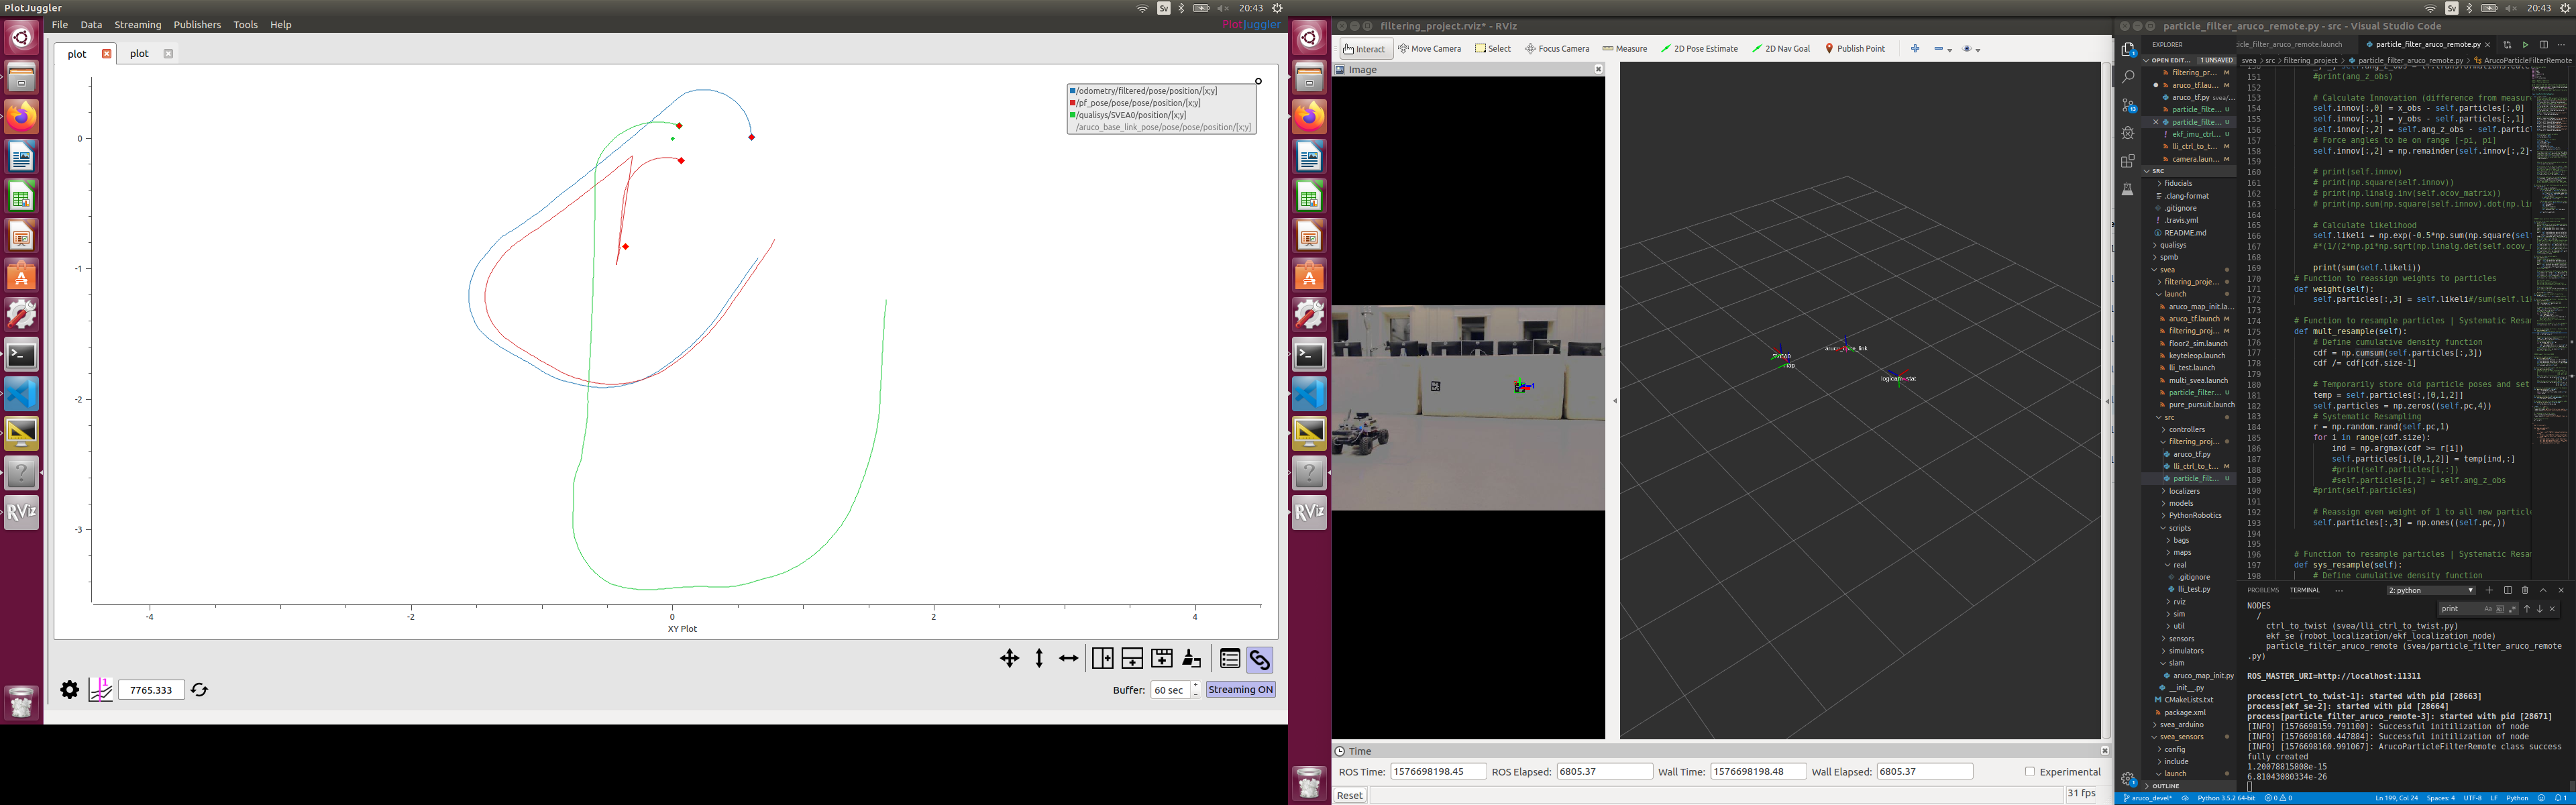 PlotJuggler
Sv
20:43
File Data Streaming Publishers Tools Help
PlotJuggler
plot
plot
/odometry/filtered/pose/position/[x;y]
/pf_pose/pose/pose/position/[x;y]
/qualisys/SVEA0/position/[x;y]
/aruco_base_link_pose/pose/pose/position/[x;y]
0
-1
-2
-3
-4 -2 0 2 4
XY Plot
7765.333
Buffer: 60 sec Streaming ON
RViz
filtering_project.rviz* - RViz
Interact Move Camera Select Focus Camera Measure 2D Pose Estimate 2D Nav Goal Publish Point
Image
SVEA0
Time
ROS Time: 1576698198.45 ROS Elapsed: 6805.37 Wall Time: 1576698198.48 Wall Elapsed: 6805.37 Experimental
Reset
31 fps
RViz
Sv
20:43
particle_filter_aruco_remote.py - src - Visual Studio Code
EXPLORER
OPEN EDIT... 1 UNSAVED
filtering_pr... M
aruco_tf.lau... M
aruco_tf.py svea/...
particle_filte... U
particle_filte... U
ekf_imu_ctrl... U
lli_ctrl_to_t... M
camera.laun... M
SRC
fiducials
.clang-format
.gitignore
.travis.yml
README.md
qualisys
spmb
svea
filtering_proje...
launch
aruco_map_init.la...
aruco_tf.launch M
filtering_proj... M
floor2_sim.launch
keyteleop.launch
lli_test.launch
multi_svea.launch
particle_filter... U
pure_pursuit.launch
src
controllers
filtering_proj...
aruco_tf.py
lli_ctrl_to_t... M
particle_filt... U
localizers
models
PythonRobotics
scripts
bags
maps
real
.gitignore
lli_test.py
rviz
sim
util
sensors
simulators
slam
aruco_map_init.py
__init__.py
CMakeLists.txt
package.xml
svea_arduino
svea_sensors
config
include
launch
OUTLINE
particle_filter_aruco_remote.py
svea > src > filtering_project > particle_filter_aruco_remote.py > ArucoParticleFilterRemote
151 #print(ang_z_obs)
152
153 # Calculate Innovation (difference from measur
154 self.innov[:,0] = x_obs - self.particles[:,0]
155 self.innov[:,1] = y_obs - self.particles[:,1]
156 self.innov[:,2] = self.ang_z_obs - self.partic
157 # Force angles to be on range [-pi, pi]
158 self.innov[:,2] = np.remainder(self.innov[:,2]
159
160 # print(self.innov)
161 # print(np.square(self.innov))
162 # print(np.linalg.inv(self.ocov_matrix))
163 # print(np.sum(np.square(self.innov).dot(np.li
164
165 # Calculate likelihood
166 self.likeli = np.exp(-0.5*np.sum(np.square(sel
167 #*(1/(2*np.pi*np.sqrt(np.linalg.det(self.ocov_
168
169 print(sum(self.likeli))
170 # Function to reassign weights to particles
171 def weight(self):
172 self.particles[:,3] = self.likeli#/sum(self.li
173
174 # Function to resample particles | Systematic Resa
175 def mult_resample(self):
176 # Define cumulative density function
177 cdf = np.cumsum(self.particles[:,3])
178 cdf /= cdf[cdf.size-1]
179
180 # Temporarily store old particle poses and set
181 temp = self.particles[:,[0,1,2]]
182 self.particles = np.zeros((self.pc,4))
183 # Systematic Resampling
184 r = np.random.rand(self.pc,1)
185 for i in range(cdf.size):
186 ind = np.argmax(cdf >= r[i])
187 self.particles[i,[0,1,2]] = temp[ind,:]
188 #print(self.particles[i,:])
189 #self.particles[i,2] = self.ang_z_obs
190 #print(self.particles)
191
192 # Reassign even weight of 1 to all new particl
193 self.particles[:,3] = np.ones((self.pc,))
194
195
196 # Function to resample particles | Systematic Resa
197 def sys_resample(self):
198 # Define cumulative density function
PROBLEMS TERMINAL ... 2: python
print
NODES
/
ctrl_to_twist (svea/lli_ctrl_to_twist.py)
ekf_se (robot_localization/ekf_localization_node)
particle_filter_aruco_remote (svea/particle_filter_aruco_remote
.py)
ROS_MASTER_URI=http://localhost:11311
process[ctrl_to_twist-1]: started with pid [28663]
process[ekf_se-2]: started with pid [28664]
process[particle_filter_aruco_remote-3]: started with pid [28671]
[INFO] [1576698159.791100]: Successful initilization of node
[INFO] [1576698160.447884]: Successful initilization of node
[INFO] [1576698160.991067]: ArucoParticleFilterRemote class success
fully created
1.20078815808e-15
6.81043080334e-26
aruco_devel* Python 3.5.2 64-bit 0 0 Ln 199, Col 24 Spaces: 4 UTF-8 LF Python 1